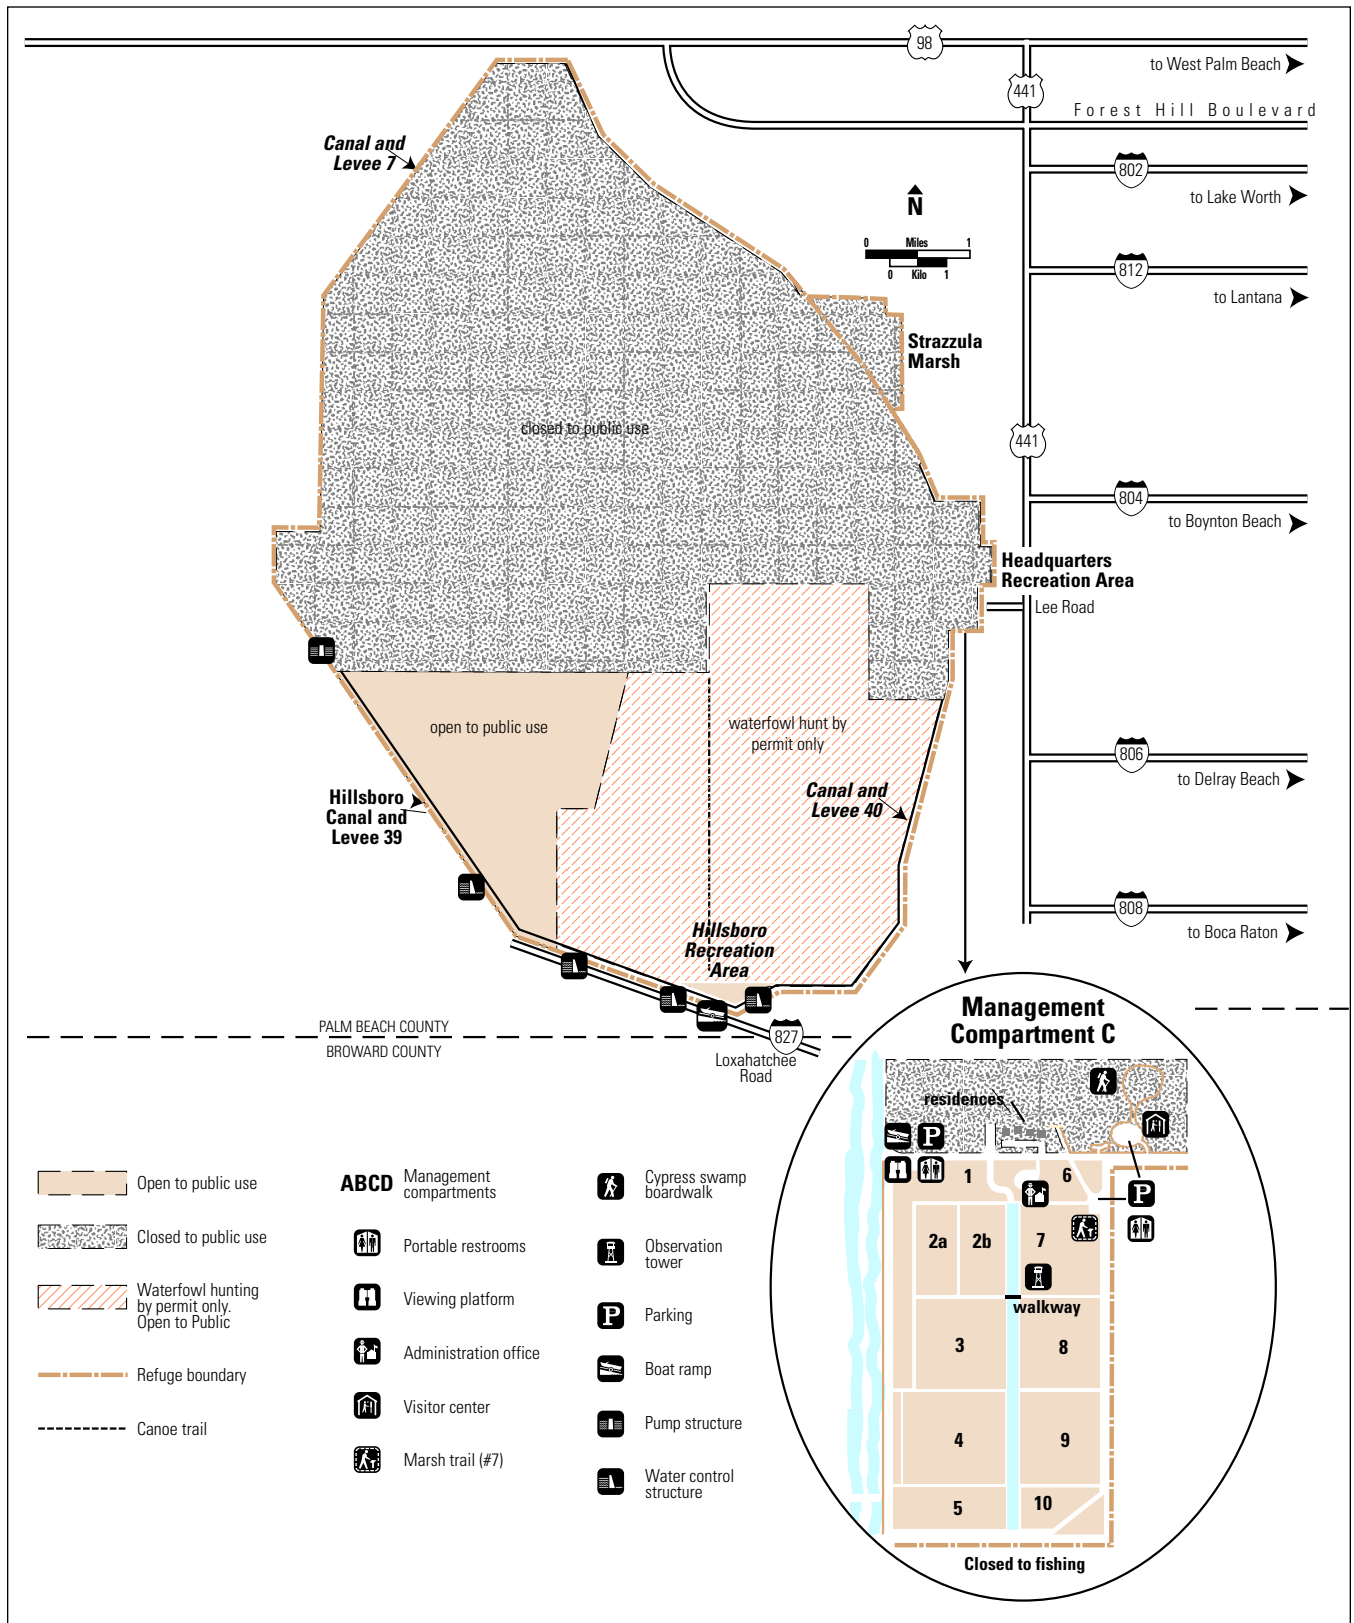 98
to West Palm Beach
441
Forest Hill Boulevard
Canal and
Levee 7
802
to Lake Worth
N
0 Miles 1
0 Kilo 1
812
to Lantana
Strazzula
Marsh
closed to public use
441
804
to Boynton Beach
Headquarters
Recreation Area
Lee Road
open to public use
waterfowl hunt by
permit only
806
to Delray Beach
Canal and
Levee 40
Hillsboro
Canal and
Levee 39
808
to Boca Raton
Hillsboro
Recreation
Area
PALM BEACH COUNTY
BROWARD COUNTY
827
Loxahatchee
Road
Management
Compartment C
residences
P
1
6
P
2a
2b
7
walkway
3
8
4
9
5
10
Closed to fishing
Open to public use
Closed to public use
Waterfowl hunting
by permit only.
Open to Public
Refuge boundary
Canoe trail
ABCD Management
compartments
Portable restrooms
Viewing platform
Administration office
Visitor center
Marsh trail (#7)
Cypress swamp
boardwalk
Observation
tower
P Parking
Boat ramp
Pump structure
Water control
structure